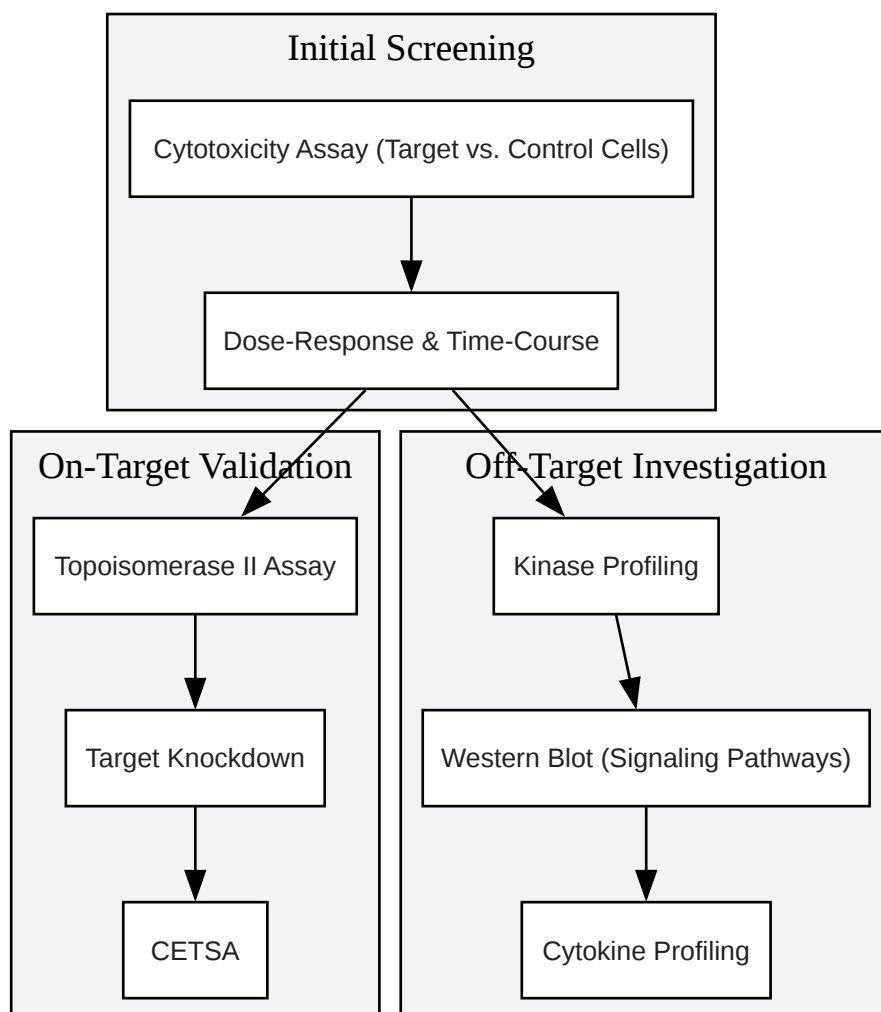 Initial Screening
Cytotoxicity Assay (Target vs. Control Cells)
Dose-Response & Time-Course
On-Target Validation
Topoisomerase II Assay
Target Knockdown
CETSA
Off-Target Investigation
Kinase Profiling
Western Blot (Signaling Pathways)
Cytokine Profiling